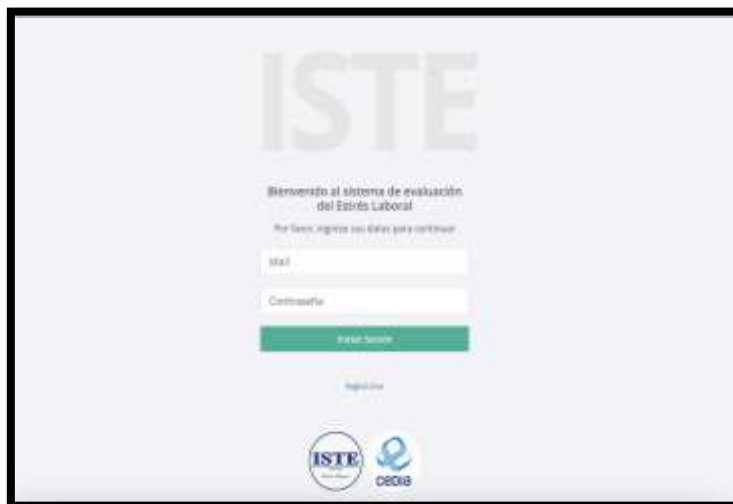 ISTE
Bienvenido al sistema de evaluación
del Estrés Laboral
Por favor, ingrese sus datos para continuar
Mail
Contraseña
Iniciar Sesión
ISTE
cedia